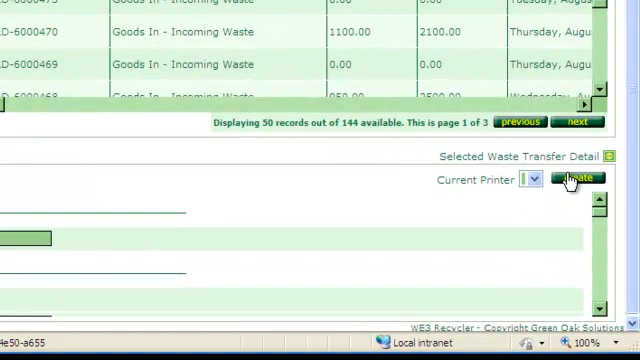 D-6000470 Goods In - Incoming Waste 1100.00 2100.00 Thursday, Augu
D-6000469 Goods In - Incoming Waste 0.00 0.00 Thursday, Augu
Displaying 50 records out of 144 available. This is page 1 of 3 previous next
Selected Waste Transfer Detail
Current Printer
WE3 Recycler - Copyright Green Oak Solutions
4e50-a655 Local intranet 100%